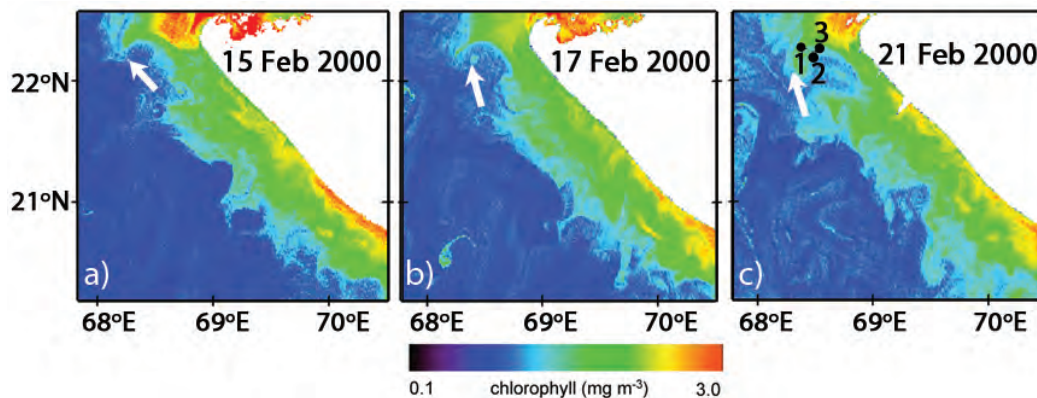 15 Feb 2000
17 Feb 2000
3
21 Feb 2000
1
2
22°N
21°N
a)
b)
c)
68°E 69°E 70°E
68°E 69°E 70°E
68°E 69°E 70°E
0.1 chlorophyll (mg m⁻³) 3.0